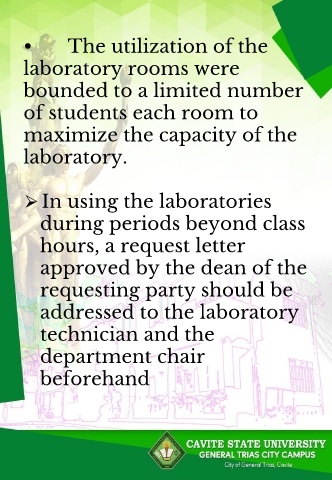 • The utilization of the
laboratory rooms were
bounded to a limited number
of students each room to
maximize the capacity of the
laboratory.
➢ In using the laboratories
during periods beyond class
hours, a request letter
approved by the dean of the
requesting party should be
addressed to the laboratory
technician and the
department chair
beforehand
CAVITE STATE UNIVERSITY
GENERAL TRIAS CITY CAMPUS
City of General Trias, Cavite